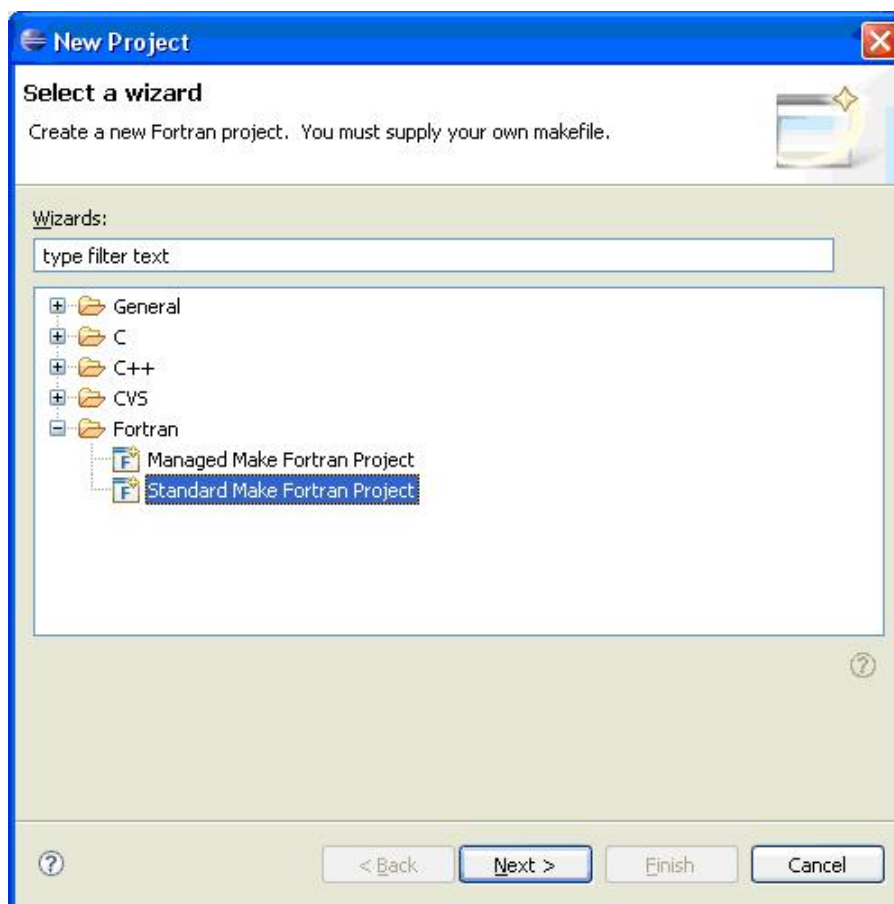 New Project
Select a wizard
Create a new Fortran project.  You must supply your own makefile.
Wizards:
type filter text
General
C
C++
CVS
Fortran
Managed Make Fortran Project
Standard Make Fortran Project
< Back
Next >
Finish
Cancel